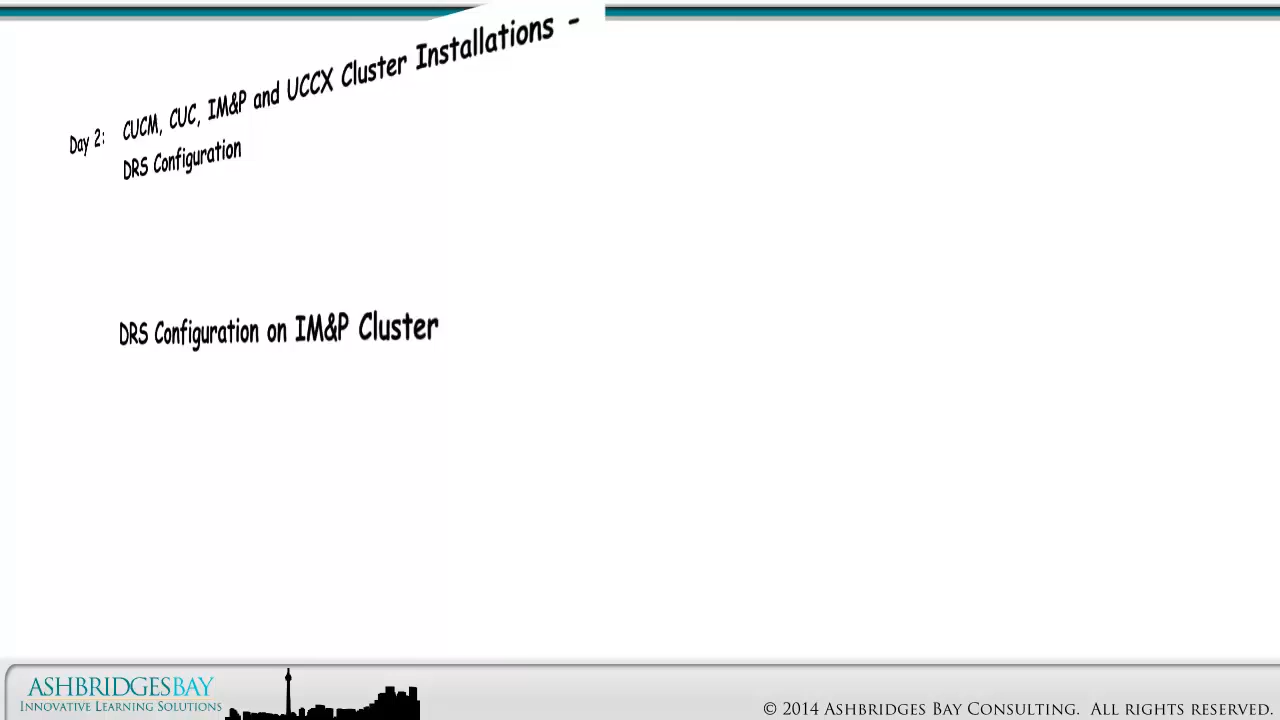 Day 2: CUCM, CUC, IM&P and UCCX Cluster Installations -
DRS Configuration
DRS Configuration on IM&P Cluster
ASHBRIDGESBAY
INNOVATIVE LEARNING SOLUTIONS
© 2014 ASHBRIDGES BAY CONSULTING. ALL RIGHTS RESERVED.